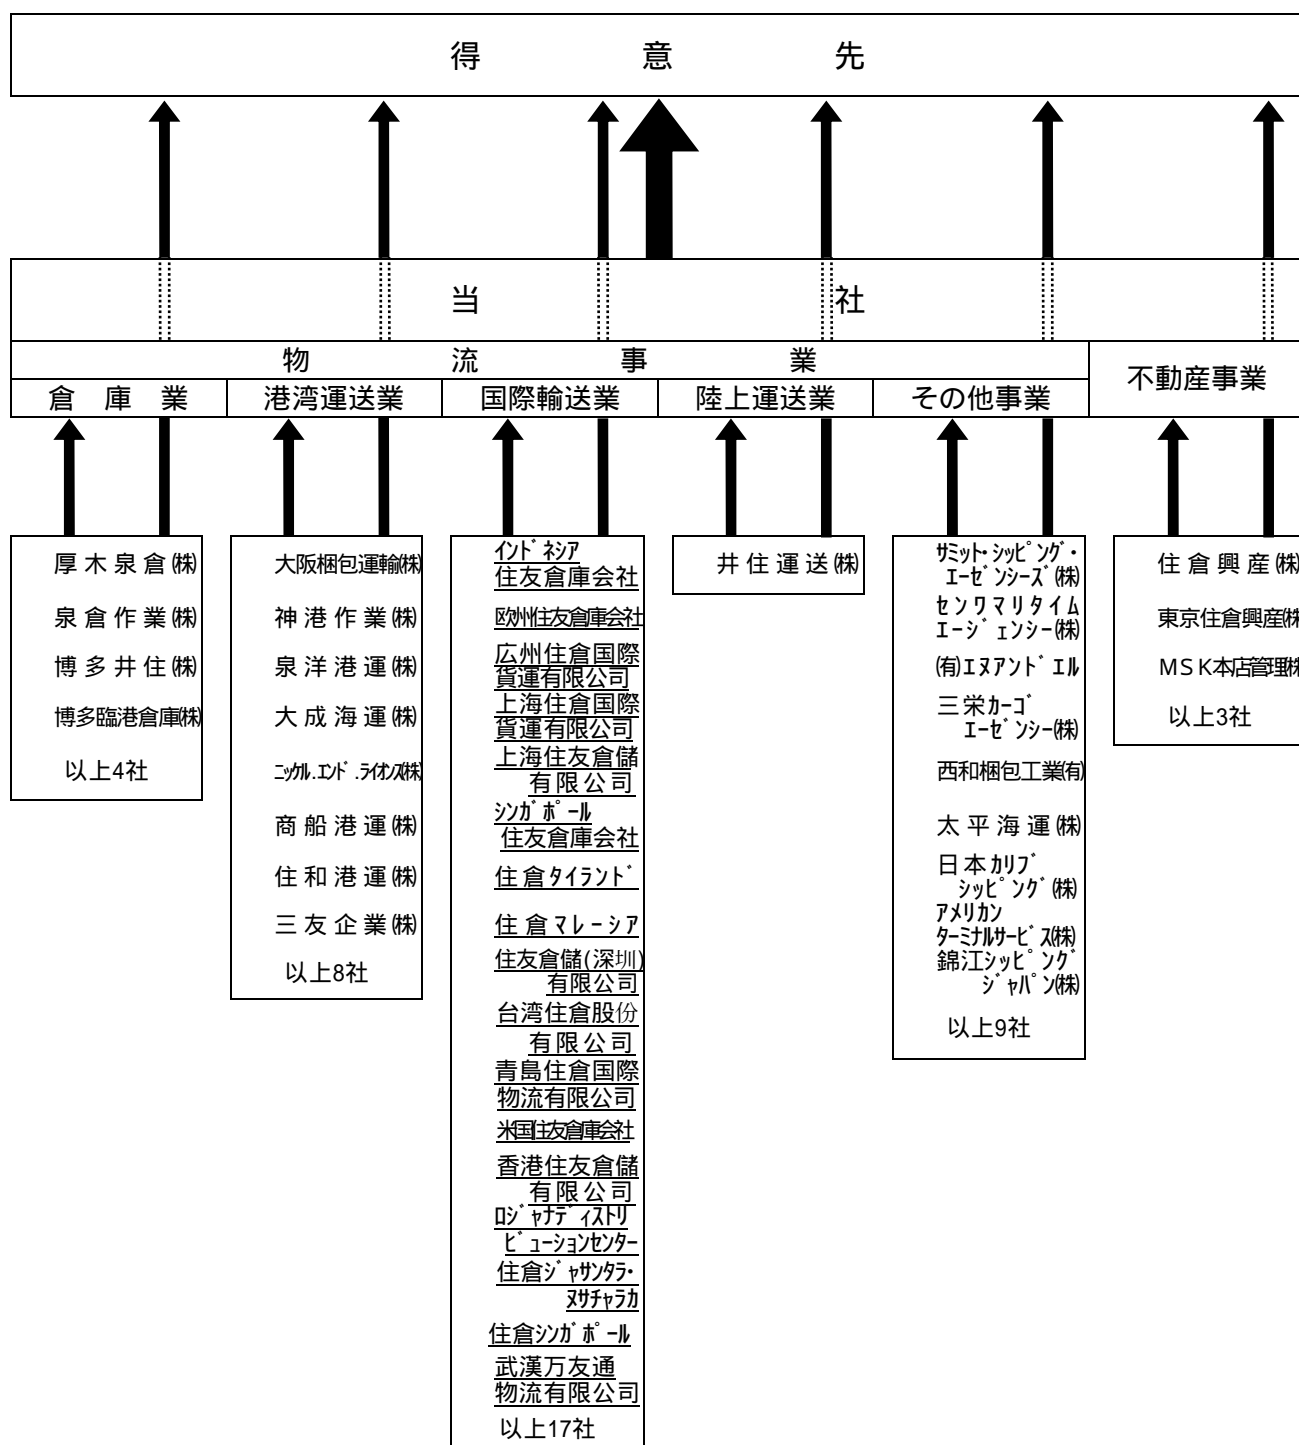 得意先
当社
物流事業
不動産事業
倉庫業
港湾運送業
国際輸送業
陸上運送業
その他事業
厚木泉倉㈱
泉倉作業㈱
博多井住㈱
博多臨港倉庫㈱
以上4社
大阪梱包運輸㈱
神港作業㈱
泉洋港運㈱
大成海運㈱
ﾆｯｹﾙ.ｴﾝﾄﾞ.ﾗｲｵﾝｽ㈱
商船港運㈱
住和港運㈱
三友企業㈱
以上8社
ｲﾝﾄﾞﾈｼｱ
住友倉庫会社
欧州住友倉庫会社
広州住倉国際
貨運有限公司
上海住倉国際
貨運有限公司
上海住友倉儲
有限公司
ｼﾝｶﾞﾎﾟｰﾙ
住友倉庫会社
住倉ﾀｲﾗﾝﾄﾞ
住倉ﾏﾚｰｼｱ
住友倉儲(深圳)
有限公司
台湾住倉股份
有限公司
青島住倉国際
物流有限公司
米国住友倉庫会社
香港住友倉儲
有限公司
ﾛｼﾞｬﾅﾃﾞｨｽﾄﾘ
ﾋﾞｭｰｼｮﾝｾﾝﾀｰ
住倉ｼﾞｬｻﾝﾀﾗ･
ﾇｻﾁｬﾗｶ
住倉ｼﾝｶﾞﾎﾟｰﾙ
武漢万友通
物流有限公司
以上17社
井住運送㈱
ｻﾐｯﾄ･ｼｯﾋﾟﾝｸﾞ･
ｴｰｾﾞﾝｼｰｽﾞ㈱
ｾﾝﾜﾏﾘﾀｲﾑ
ｴｰｼﾞｪﾝｼｰ㈱
㈲ｴﾇｱﾝﾄﾞｴﾙ
三栄ｶｰｺﾞ
ｴｰｾﾞﾝｼｰ㈱
西和梱包工業㈲
太平海運㈱
日本ｶﾘﾌﾞ
ｼｯﾋﾟﾝｸﾞ㈱
ｱﾒﾘｶﾝ
ﾀｰﾐﾅﾙｻｰﾋﾞｽ㈱
錦江ｼｯﾋﾟﾝｸﾞ
ｼﾞｬﾊﾟﾝ㈱
以上9社
住倉興産㈱
東京住倉興産㈱
MSK本店管理㈱
以上3社